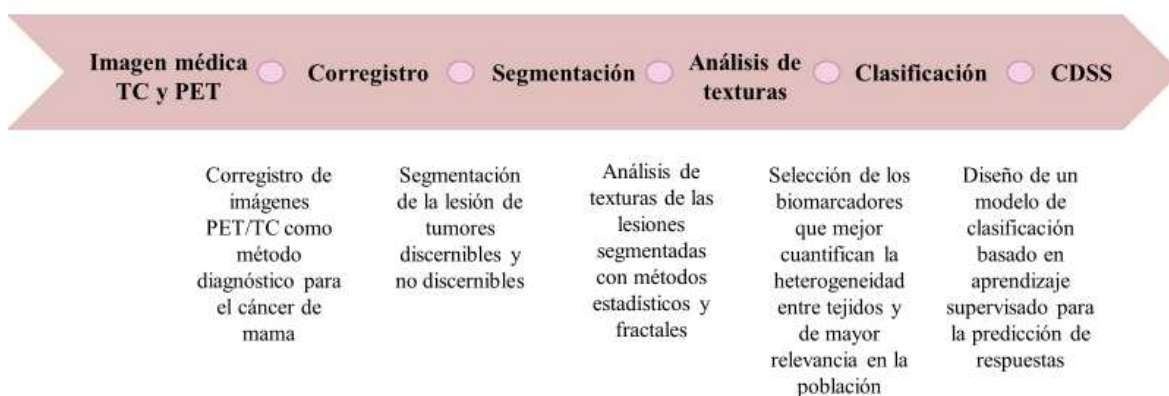 Imagen médica
TC y PET
Corregistro
Segmentación
Análisis de
texturas
Clasificación
CDSS
Corregistro de
imágenes
PET/TC como
método
diagnóstico para
el cáncer de
mama
Segmentación
de la lesión de
tumores
discernibles y
no discernibles
Análisis de
texturas de las
lesiones
segmentadas
con métodos
estadísticos y
fractales
Selección de los
biomarcadores
que mejor
cuantifican la
heterogeneidad
entre tejidos y
de mayor
relevancia en la
población
Diseño de un
modelo de
clasificación
basado en
aprendizaje
supervisado para
la predicción de
respuestas